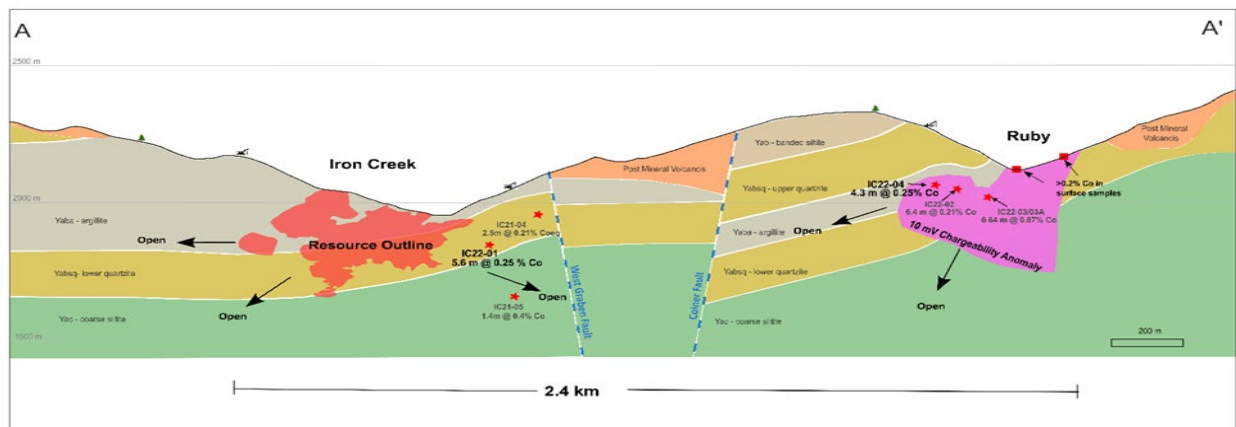 A
A'
2500 m
Iron Creek
Ruby
Post Mineral
Volcancis
Post Mineral Volcancis
Yab - banded siltite
>0.2% Co in
surface samples
Yabsq - upper quartzite
IC22-04
4.3 m @ 0.25% Co
IC22-02
6.4 m @ 0.21% Co
IC22-03/03A
0.64 m @ 0.87% Co
2000 m
Yaba - argillite
Open
Resource Outline
IC21-04
2.5m @ 0.21% Coeq
IC22-01
5.6 m @ 0.25 % Co
Yaba - argillite
Open
10 mV Chargeability Anomaly
Yabsq- lower quartzite
Yabsq - lower quartzite
Open
Open
Open
IC21-05
1.4m @ 0.4% Co
West Graben Fault
Conner Fault
Yac - coarse siltite
Yac - coarse siltite
1500 m
200 m
2.4 km